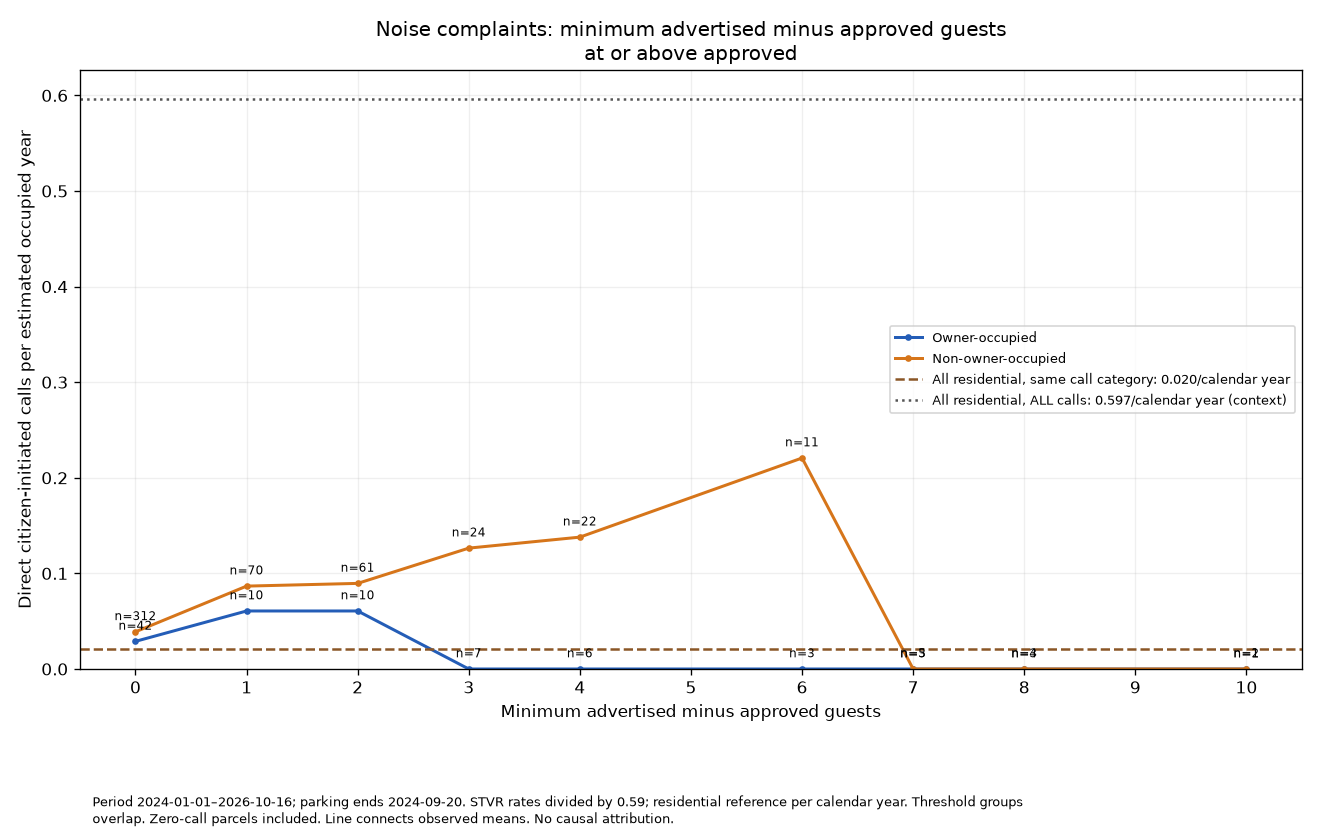 Noise complaints: minimum advertised minus approved guests
at or above approved
Direct citizen-initiated calls per estimated occupied year
0.6
0.5
0.4
0.3
0.2
0.1
0.0
Owner-occupied
Non-owner-occupied
All residential, same call category: 0.020/calendar year
All residential, ALL calls: 0.597/calendar year (context)
n=11
n=24
n=22
n=70
n=61
n=10
n=10
n=312
n=42
n=7
n=6
n=3
0
1
2
3
4
5
6
7
8
9
10
Minimum advertised minus approved guests
Period 2024-01-01–2026-10-16; parking ends 2024-09-20. STVR rates divided by 0.59; residential reference per calendar year. Threshold groups
overlap. Zero-call parcels included. Line connects observed means. No causal attribution.